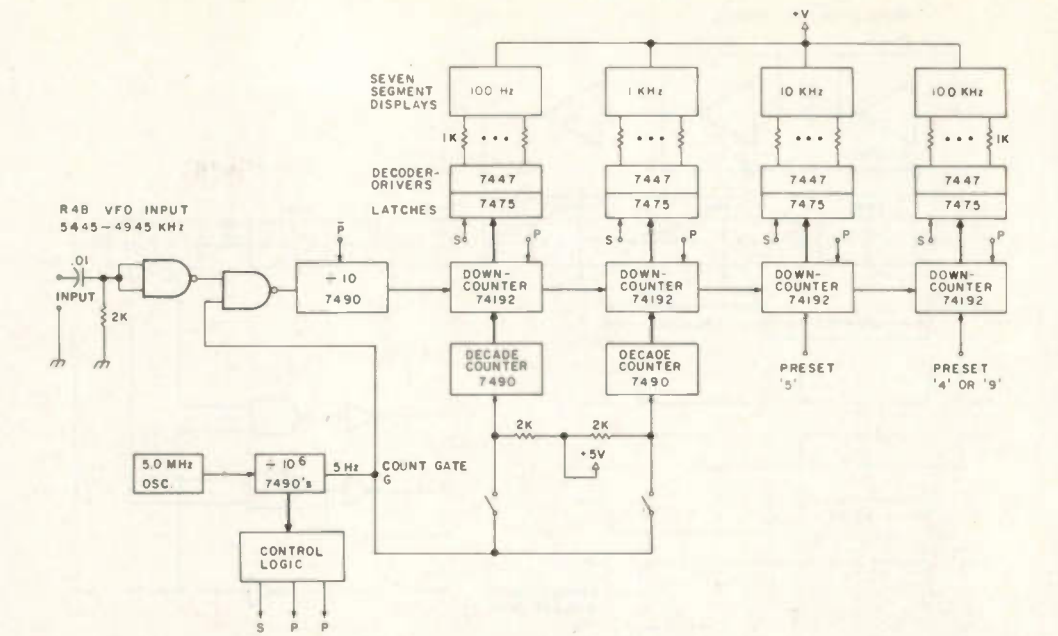 +V
SEVEN
SEGMENT
DISPLAYS
100 Hz
1 KHz
10 KHz
100 KHz
1K
•••
•••
•••
•••
1K
DECODER-
DRIVERS
7447
7447
7447
7447
LATCHES
7475
7475
7475
7475
R4B VFO INPUT
5445-4945 KHz
P̅
S
P
S
P
S
P
S
P
.01
INPUT
2K
÷ 10
7490
DOWN-
COUNTER
74192
DOWN-
COUNTER
74192
DOWN-
COUNTER
74192
DOWN-
COUNTER
74192
DECADE
COUNTER
7490
DECADE
COUNTER
7490
PRESET
'5'
PRESET
'4' OR '9'
2K
2K
+5V
5.0 MHz
OSC.
÷ 10⁶
7490's
5 Hz
COUNT GATE
G
CONTROL
LOGIC
S
P
P